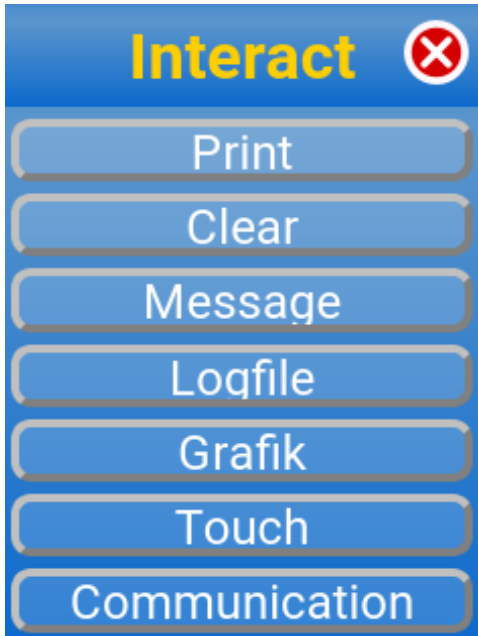 Interact
Print
Clear
Message
Logfile
Grafik
Touch
Communication